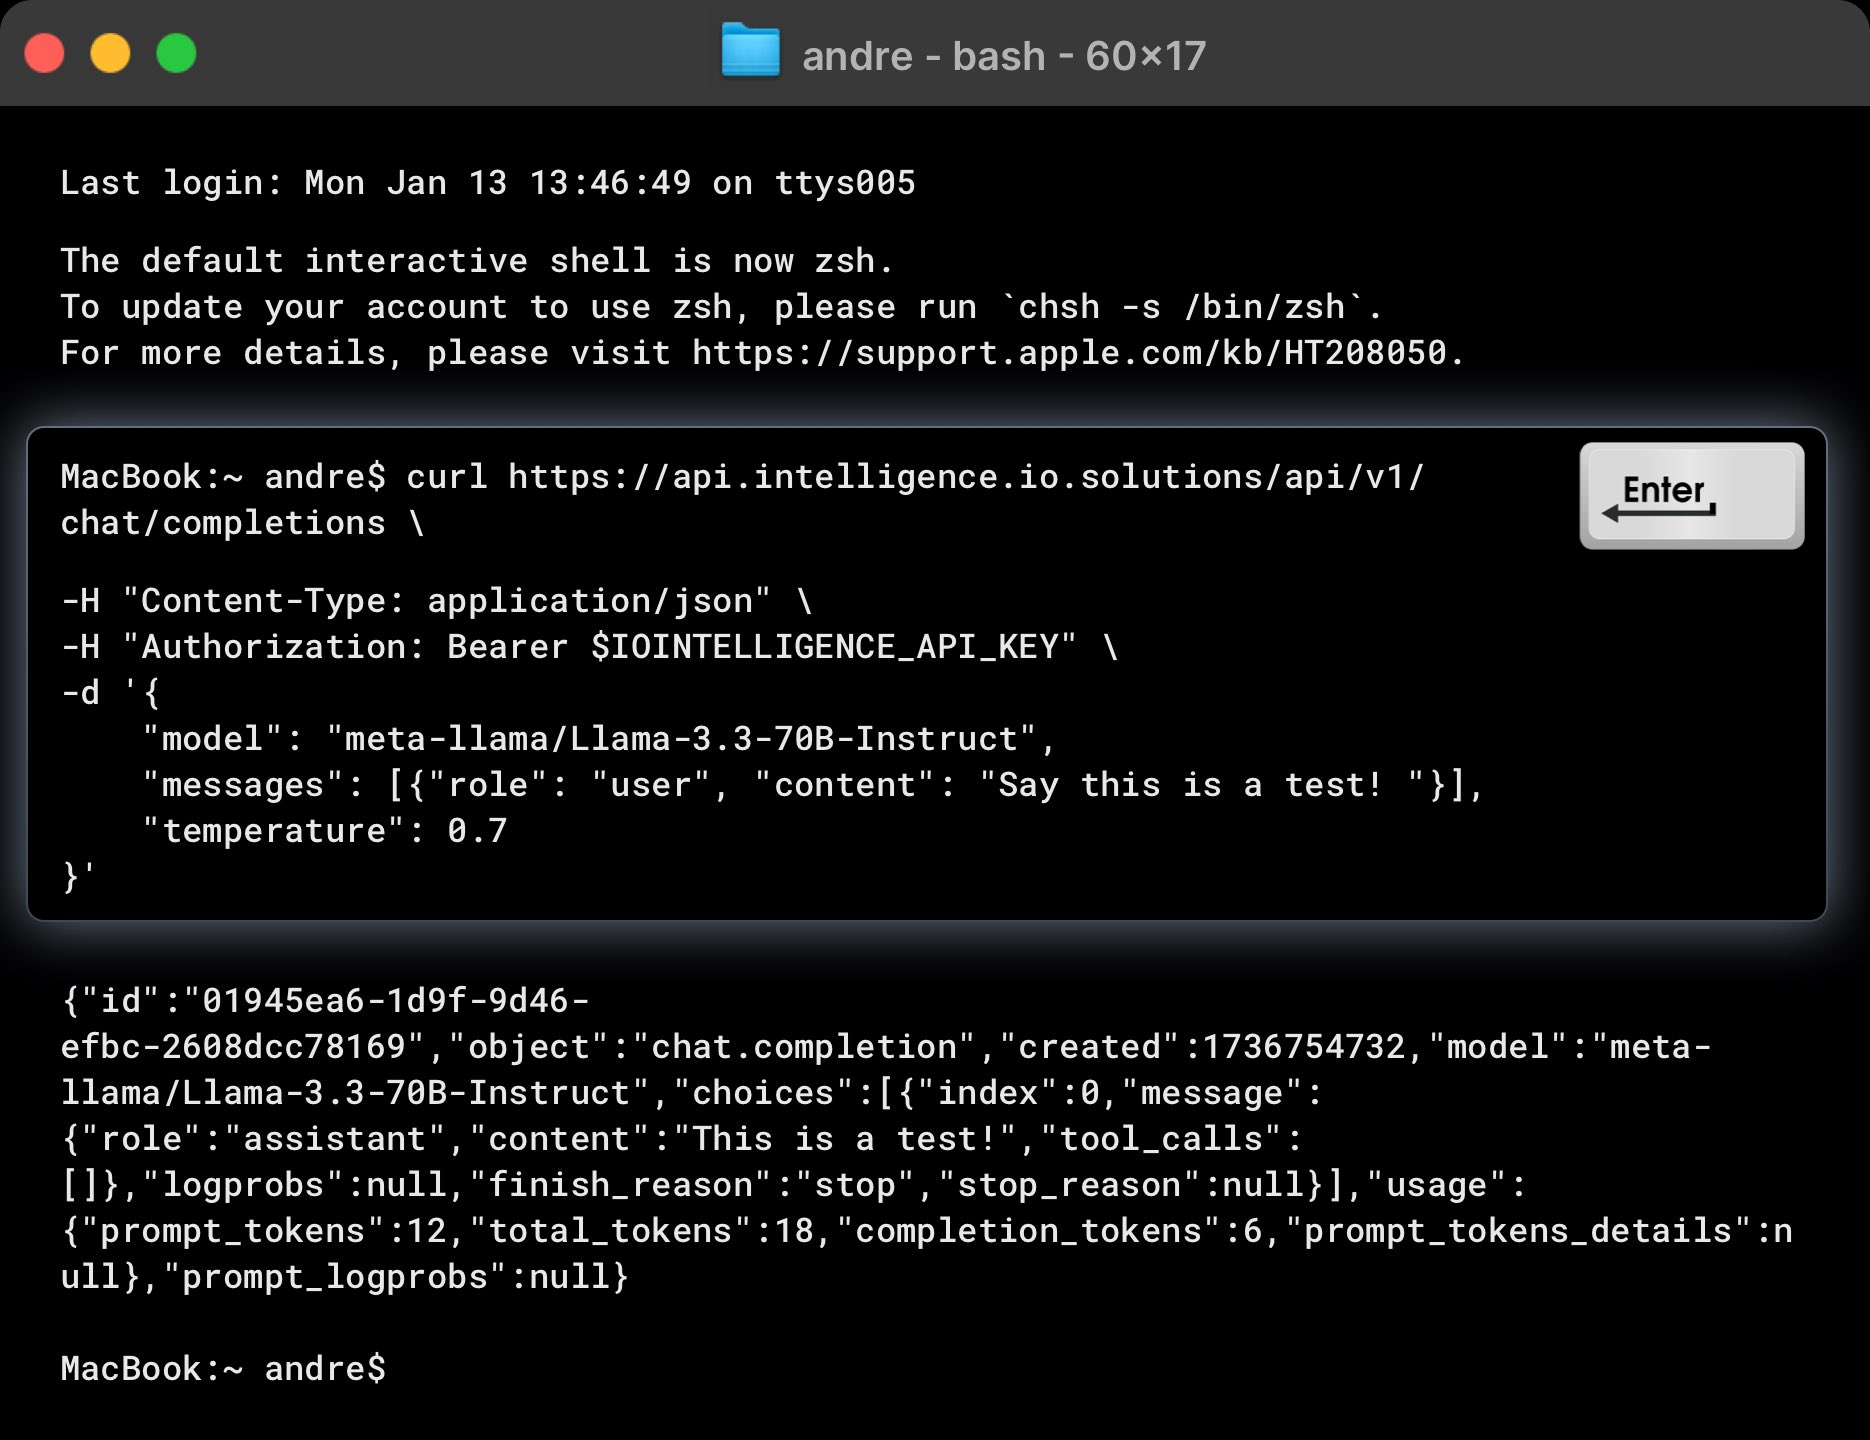 andre - bash - 60×17
Last login: Mon Jan 13 13:46:49 on ttys005
The default interactive shell is now zsh.
To update your account to use zsh, please run `chsh -s /bin/zsh`.
For more details, please visit https://support.apple.com/kb/HT208050.
MacBook:~ andre$ curl https://api.intelligence.io.solutions/api/v1/
Enter
chat/completions \
-H "Content-Type: application/json" \
-H "Authorization: Bearer $IOINTELLIGENCE_API_KEY" \
-d '{
    "model": "meta-llama/Llama-3.3-70B-Instruct",
    "messages": [{"role": "user", "content": "Say this is a test! "}],
    "temperature": 0.7
}'
{"id":"01945ea6-1d9f-9d46-
efbc-2608dcc78169","object":"chat.completion","created":1736754732,"model":"meta-
llama/Llama-3.3-70B-Instruct","choices":[{"index":0,"message":
{"role":"assistant","content":"This is a test!","tool_calls":
[]},"logprobs":null,"finish_reason":"stop","stop_reason":null}],"usage":
{"prompt_tokens":12,"total_tokens":18,"completion_tokens":6,"prompt_tokens_details":n
ull},"prompt_logprobs":null}
MacBook:~ andre$